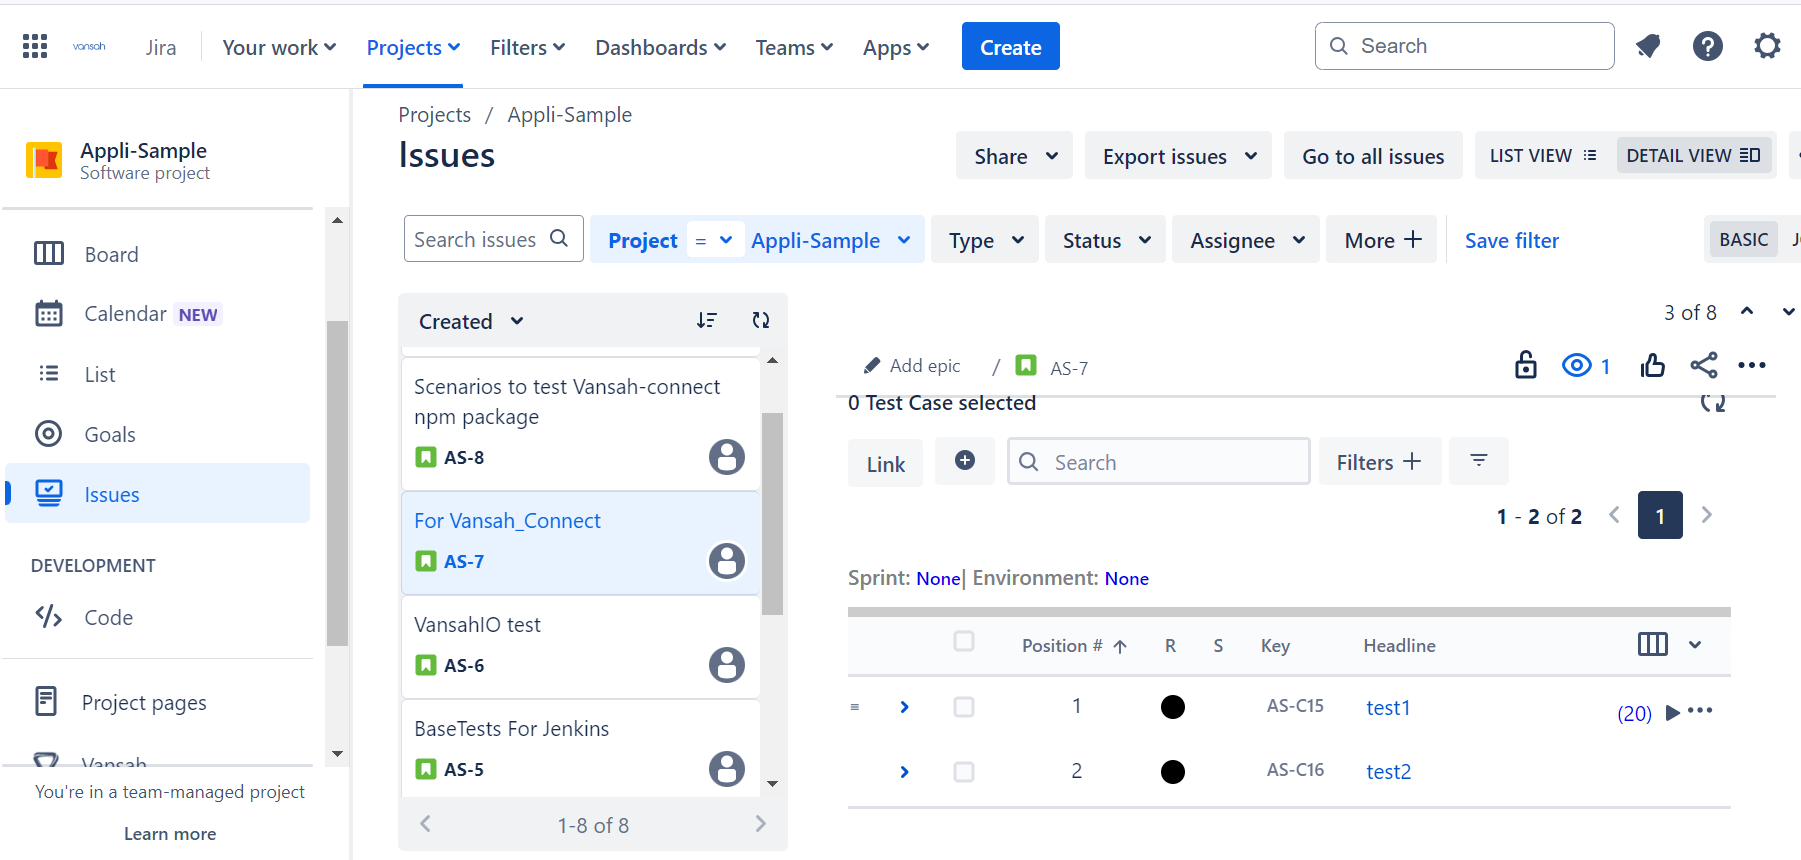 vansah Jira Your work Projects Filters Dashboards Teams Apps Create Search
Appli-Sample
Software project
Board
Calendar NEW
List
Goals
Issues
DEVELOPMENT
Code
Project pages
Vansah
You're in a team-managed project
Learn more
Projects / Appli-Sample
Issues
Share Export issues Go to all issues LIST VIEW DETAIL VIEW
Search issues Project = Appli-Sample Type Status Assignee More Save filter BASIC
Created
Scenarios to test Vansah-connect
npm package
AS-8
For Vansah_Connect
AS-7
VansahIO test
AS-6
BaseTests For Jenkins
AS-5
1-8 of 8
3 of 8
Add epic / AS-7 1
0 Test Case selected
Link Search Filters
1 - 2 of 2 1
Sprint: None| Environment: None
Position # R S Key Headline
1 AS-C15 test1 (20)
2 AS-C16 test2